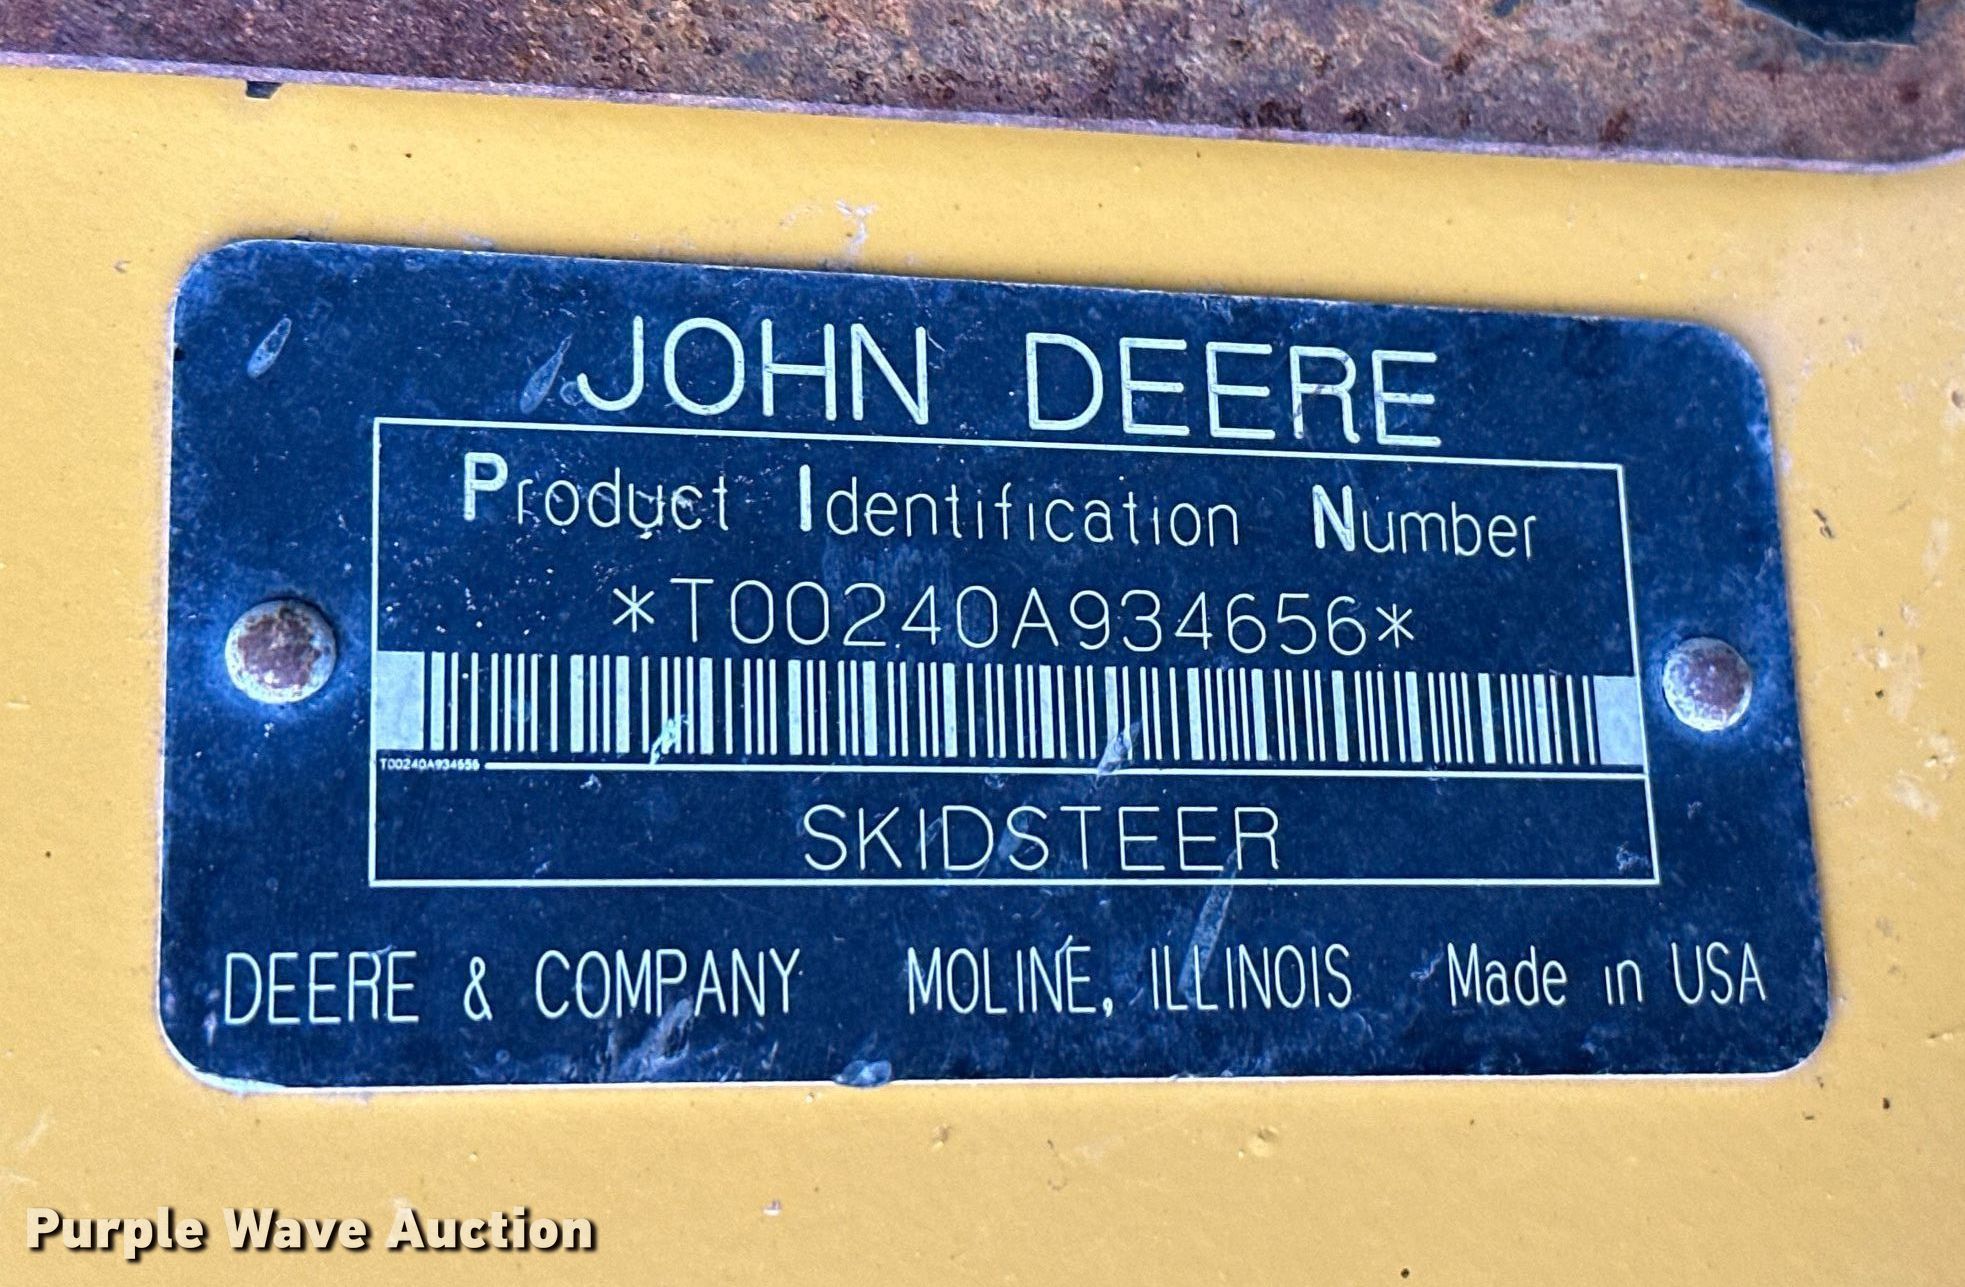 JOHN DEERE
Product Identification Number
*T00240A934656*
T00240A934656
SKIDSTEER
DEERE & COMPANY MOLINE, ILLINOIS Made in USA
Purple Wave Auction